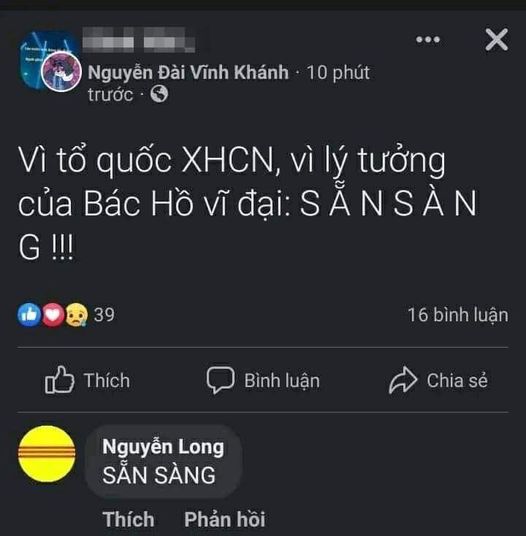 Nguyễn Đài Vĩnh Khánh · 10 phút
trước ·
Vì tổ quốc XHCN, vì lý tưởng
của Bác Hồ vĩ đại: S Ẵ N S À N
G !!!
39
16 bình luận
Thích
Bình luận
Chia sẻ
Nguyễn Long
SẴN SÀNG
Thích Phản hồi